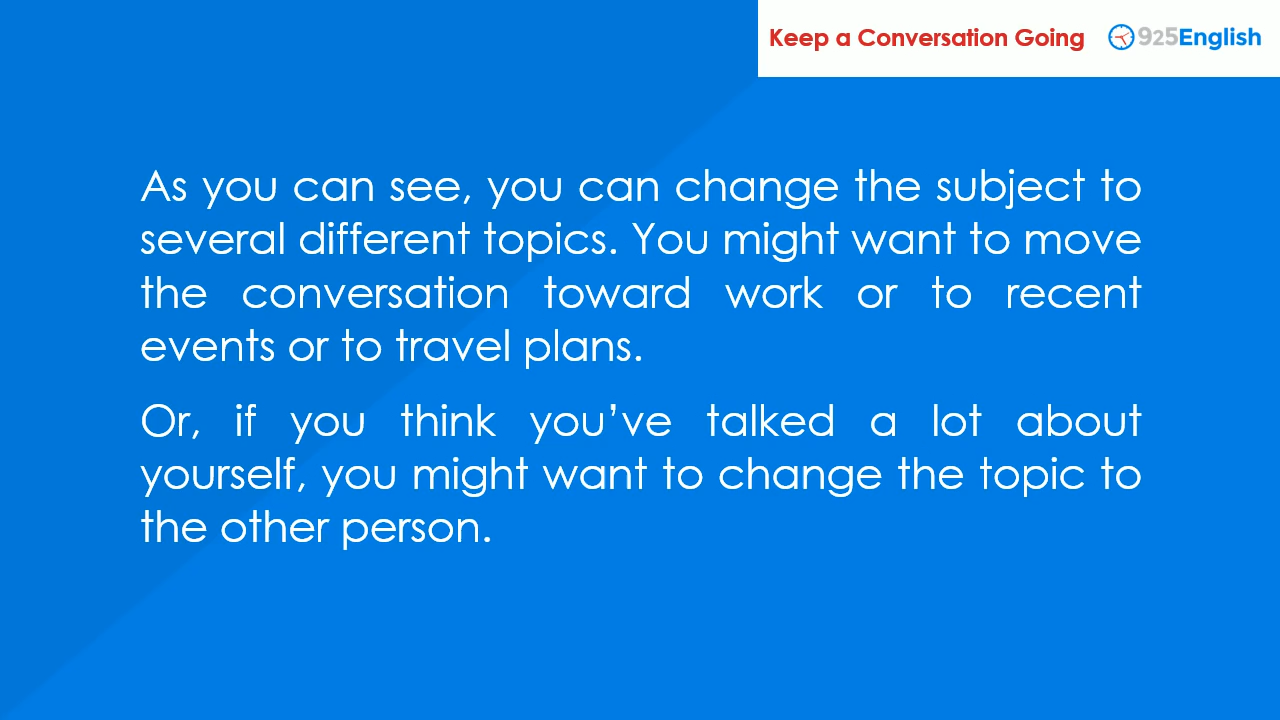 Keep a Conversation Going
925English
As you can see, you can change the subject to
several different topics. You might want to move
the conversation toward work or to recent
events or to travel plans.
Or, if you think you’ve talked a lot about
yourself, you might want to change the topic to
the other person.